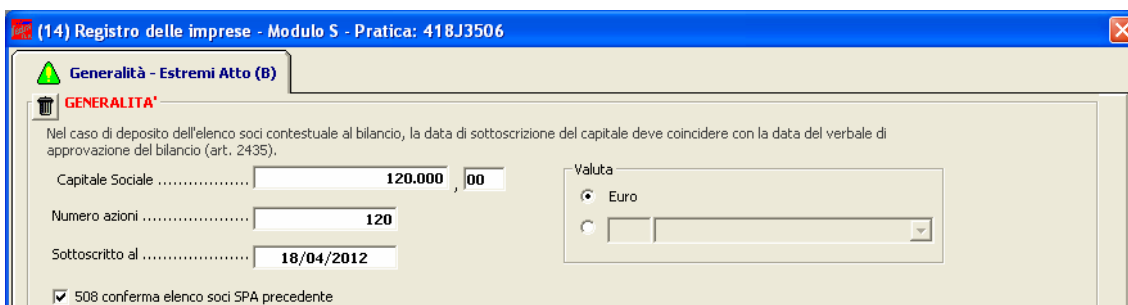 (14) Registro delle imprese - Modulo S - Pratica: 418J3506
Generalità - Estremi Atto (B)
GENERALITA'
Nel caso di deposito dell'elenco soci contestuale al bilancio, la data di sottoscrizione del capitale deve coincidere con la data del verbale di
approvazione del bilancio (art. 2435).
Capitale Sociale .................. 120.000 , 00
Valuta
Euro
Numero azioni ..................... 120
Sottoscritto al ..................... 18/04/2012
508 conferma elenco soci SPA precedente